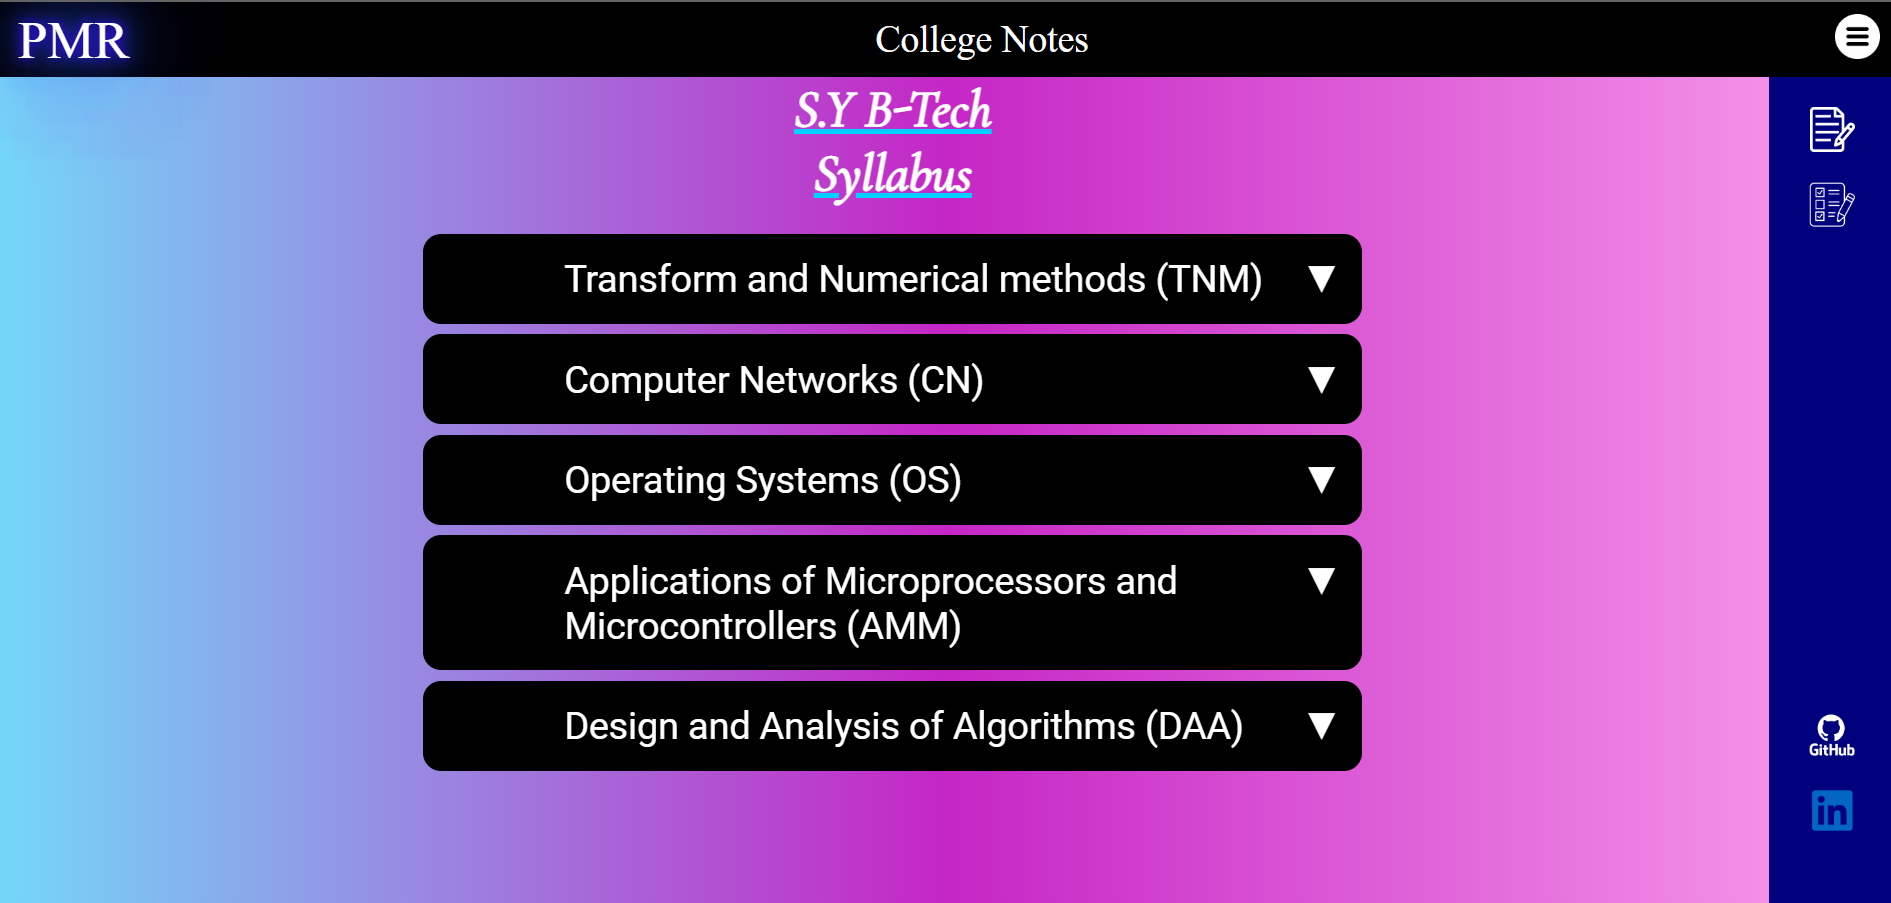 PMR
College Notes
S.Y B-Tech
Syllabus
Transform and Numerical methods (TNM)
Computer Networks (CN)
Operating Systems (OS)
Applications of Microprocessors and
Microcontrollers (AMM)
Design and Analysis of Algorithms (DAA)
GitHub
in